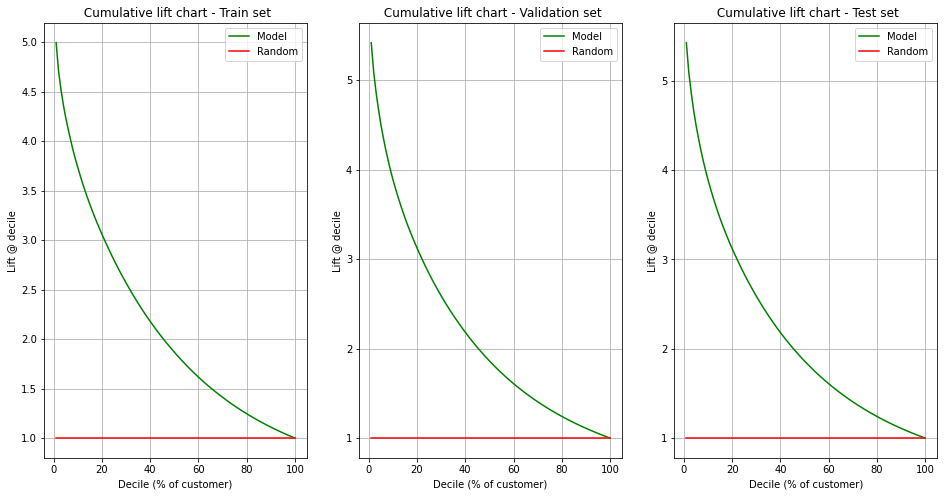 Cumulative lift chart - Train set
Model
Random
5.0
4.5
4.0
3.5
3.0
2.5
2.0
1.5
1.0
Lift @ decile
0 20 40 60 80 100
Decile (% of customer)
Cumulative lift chart - Validation set
Model
Random
5
4
3
2
1
Lift @ decile
0 20 40 60 80 100
Decile (% of customer)
Cumulative lift chart - Test set
Model
Random
5
4
3
2
1
Lift @ decile
0 20 40 60 80 100
Decile (% of customer)